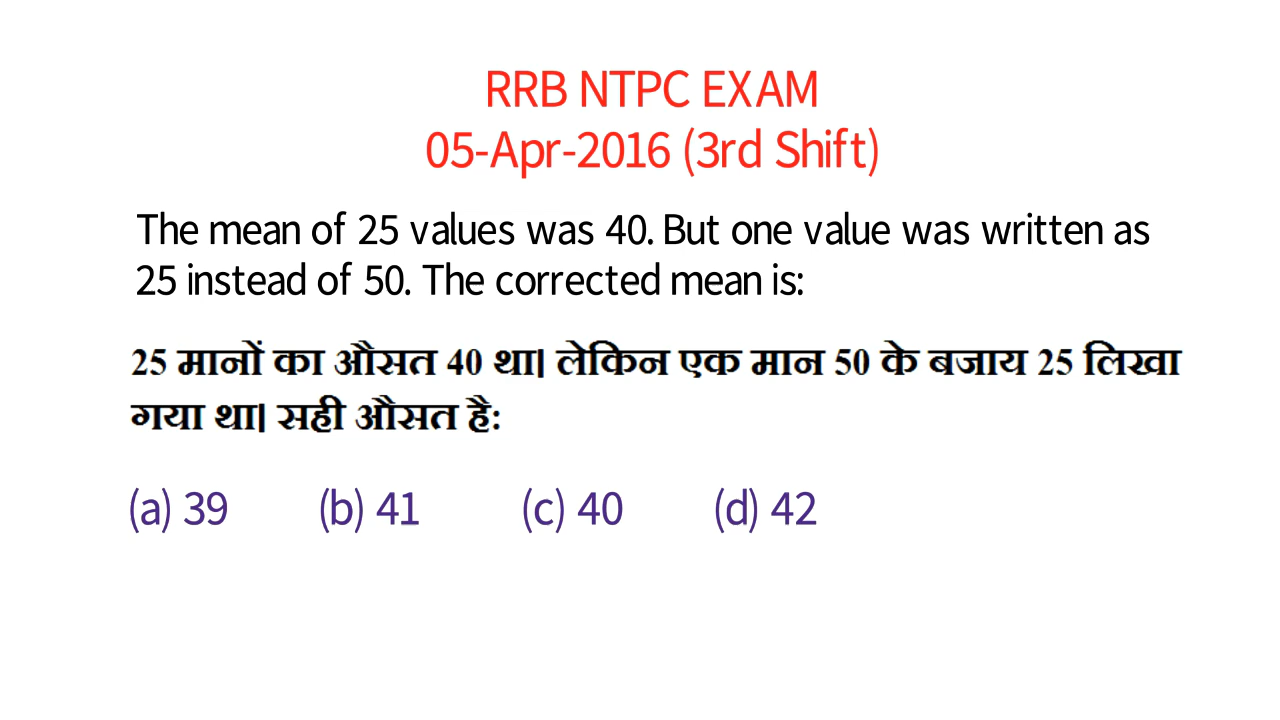 RRB NTPC EXAM
05-Apr-2016 (3rd Shift)
The mean of 25 values was 40. But one value was written as
25 instead of 50. The corrected mean is:
25 मानों का औसत 40 था| लेकिन एक मान 50 के बजाय 25 लिखा
गया था| सही औसत है:
(a) 39 (b) 41 (c) 40 (d) 42